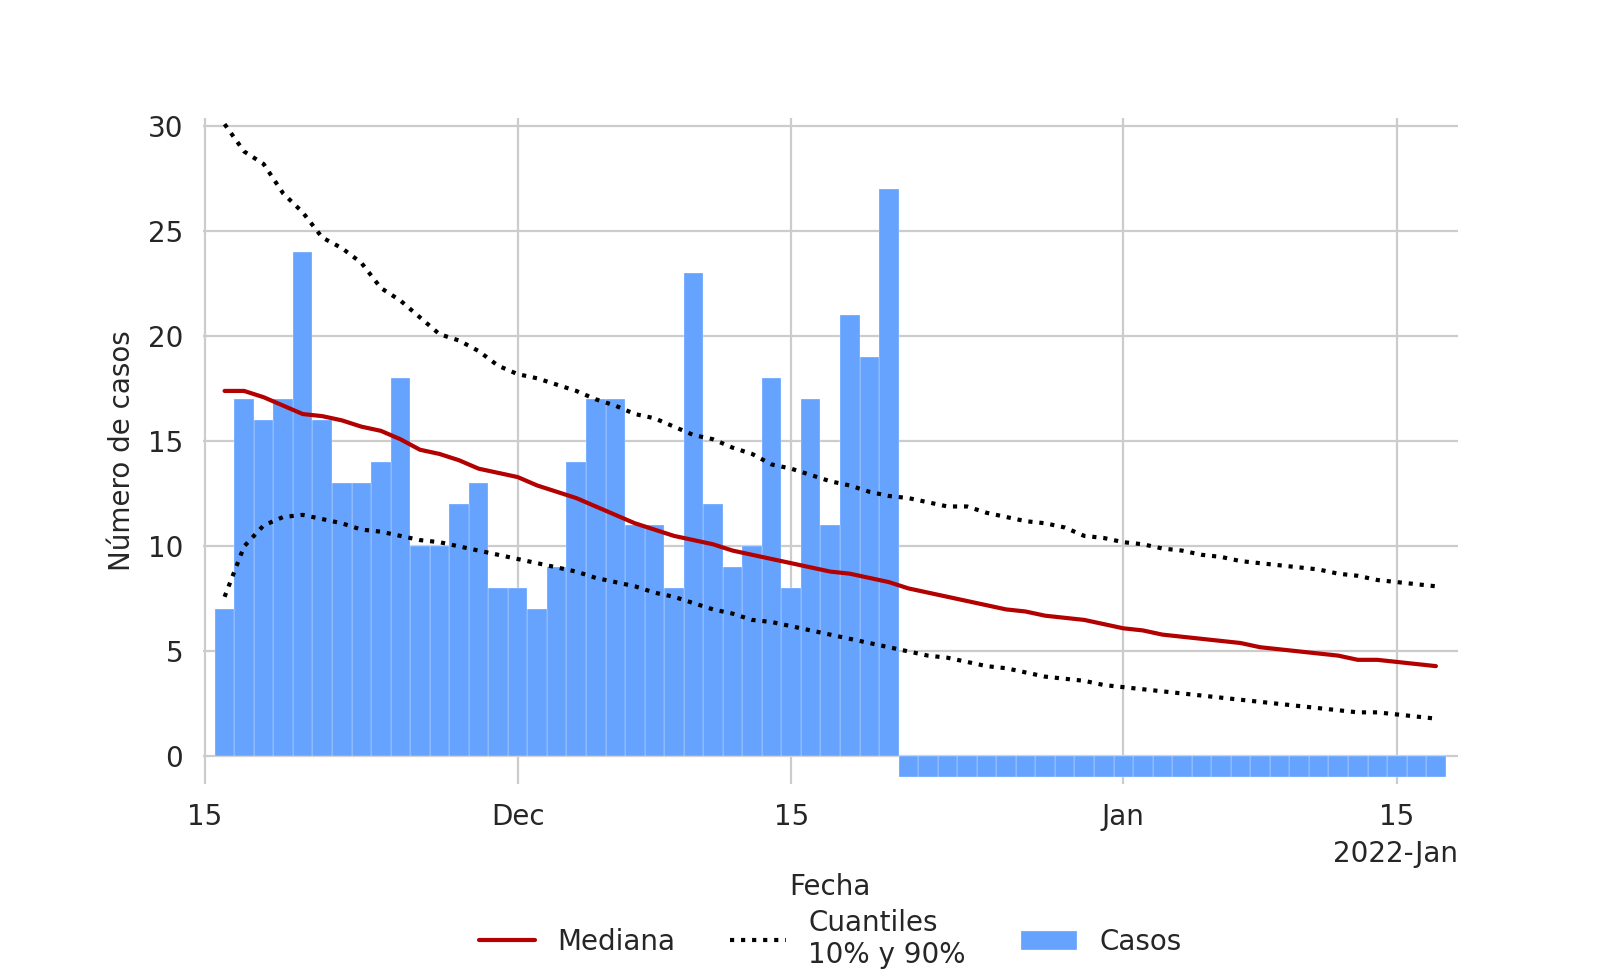 30
25
20
15
10
5
0
Número de casos
15
Dec
15
Jan
15
2022-Jan
Fecha
Mediana
Cuantiles
10% y 90%
Casos